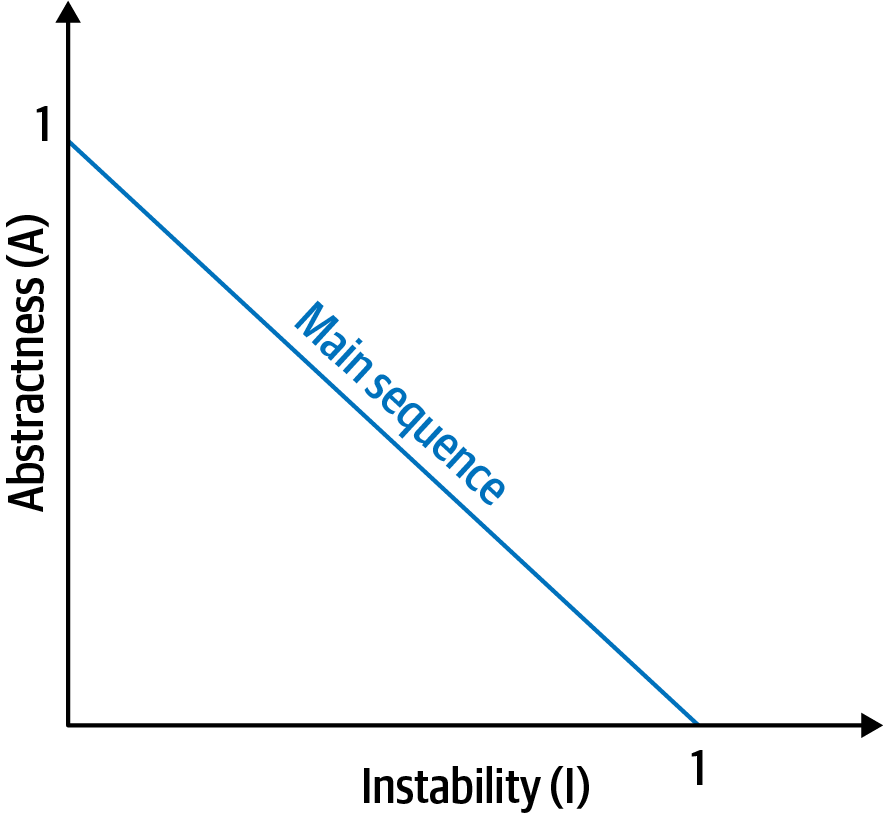 1
Abstractness (A)
Main sequence
1
Instability (I)